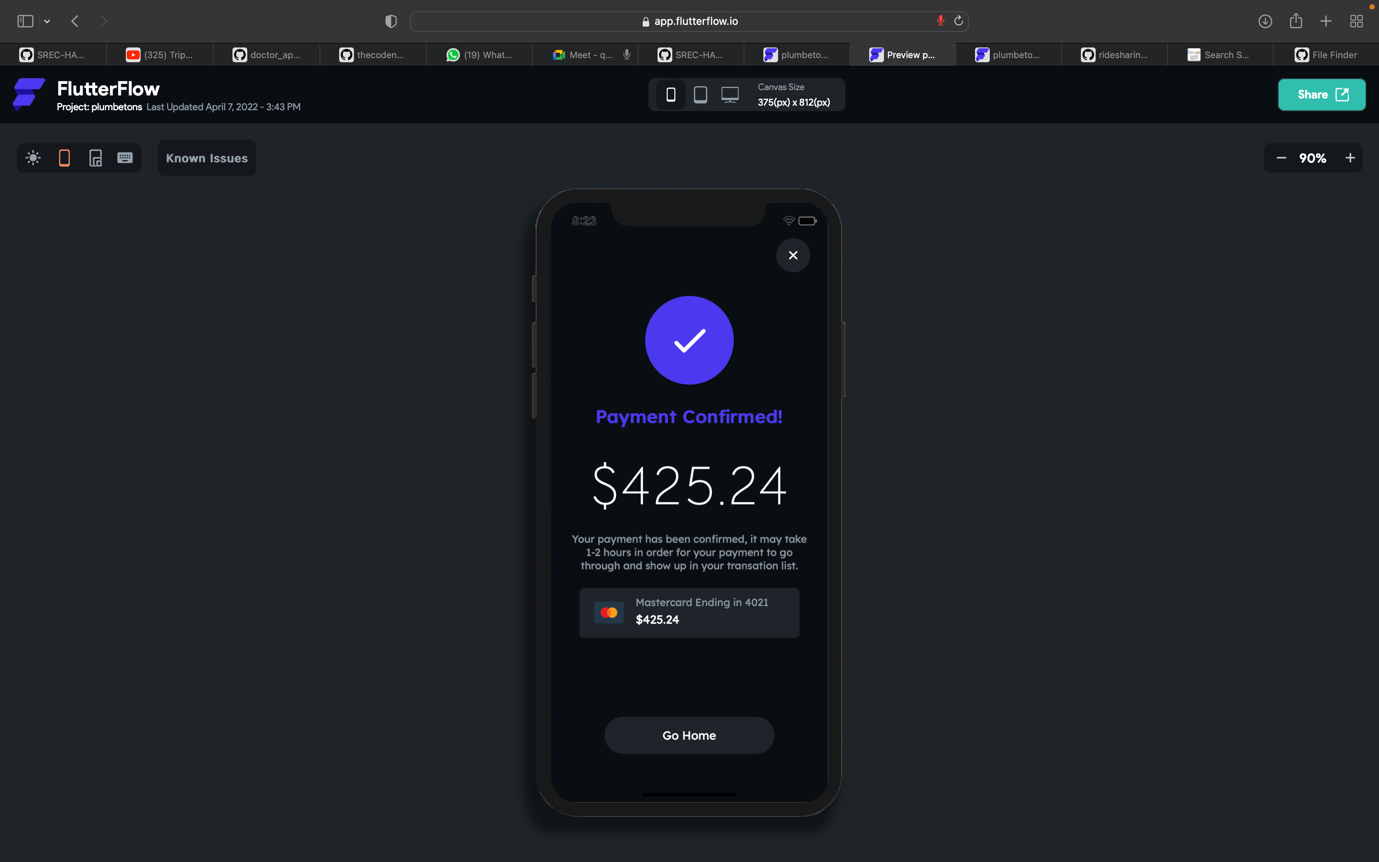 app.flutterflow.io
SREC-HA...
(325) Trip...
doctor_ap...
thecoden...
(19) What...
Meet - q...
SREC-HA...
plumbeto...
Preview p...
plumbeto...
ridesharin...
Search S...
File Finder
FlutterFlow
Project: plumbetons Last Updated April 7, 2022 - 3:43 PM
Canvas Size
375(px) x 812(px)
Share
Known Issues
90%
9:23
Payment Confirmed!
$425.24
Your payment has been confirmed, it may take
1-2 hours in order for your payment to go
through and show up in your transation list.
Mastercard Ending in 4021
$425.24
Go Home